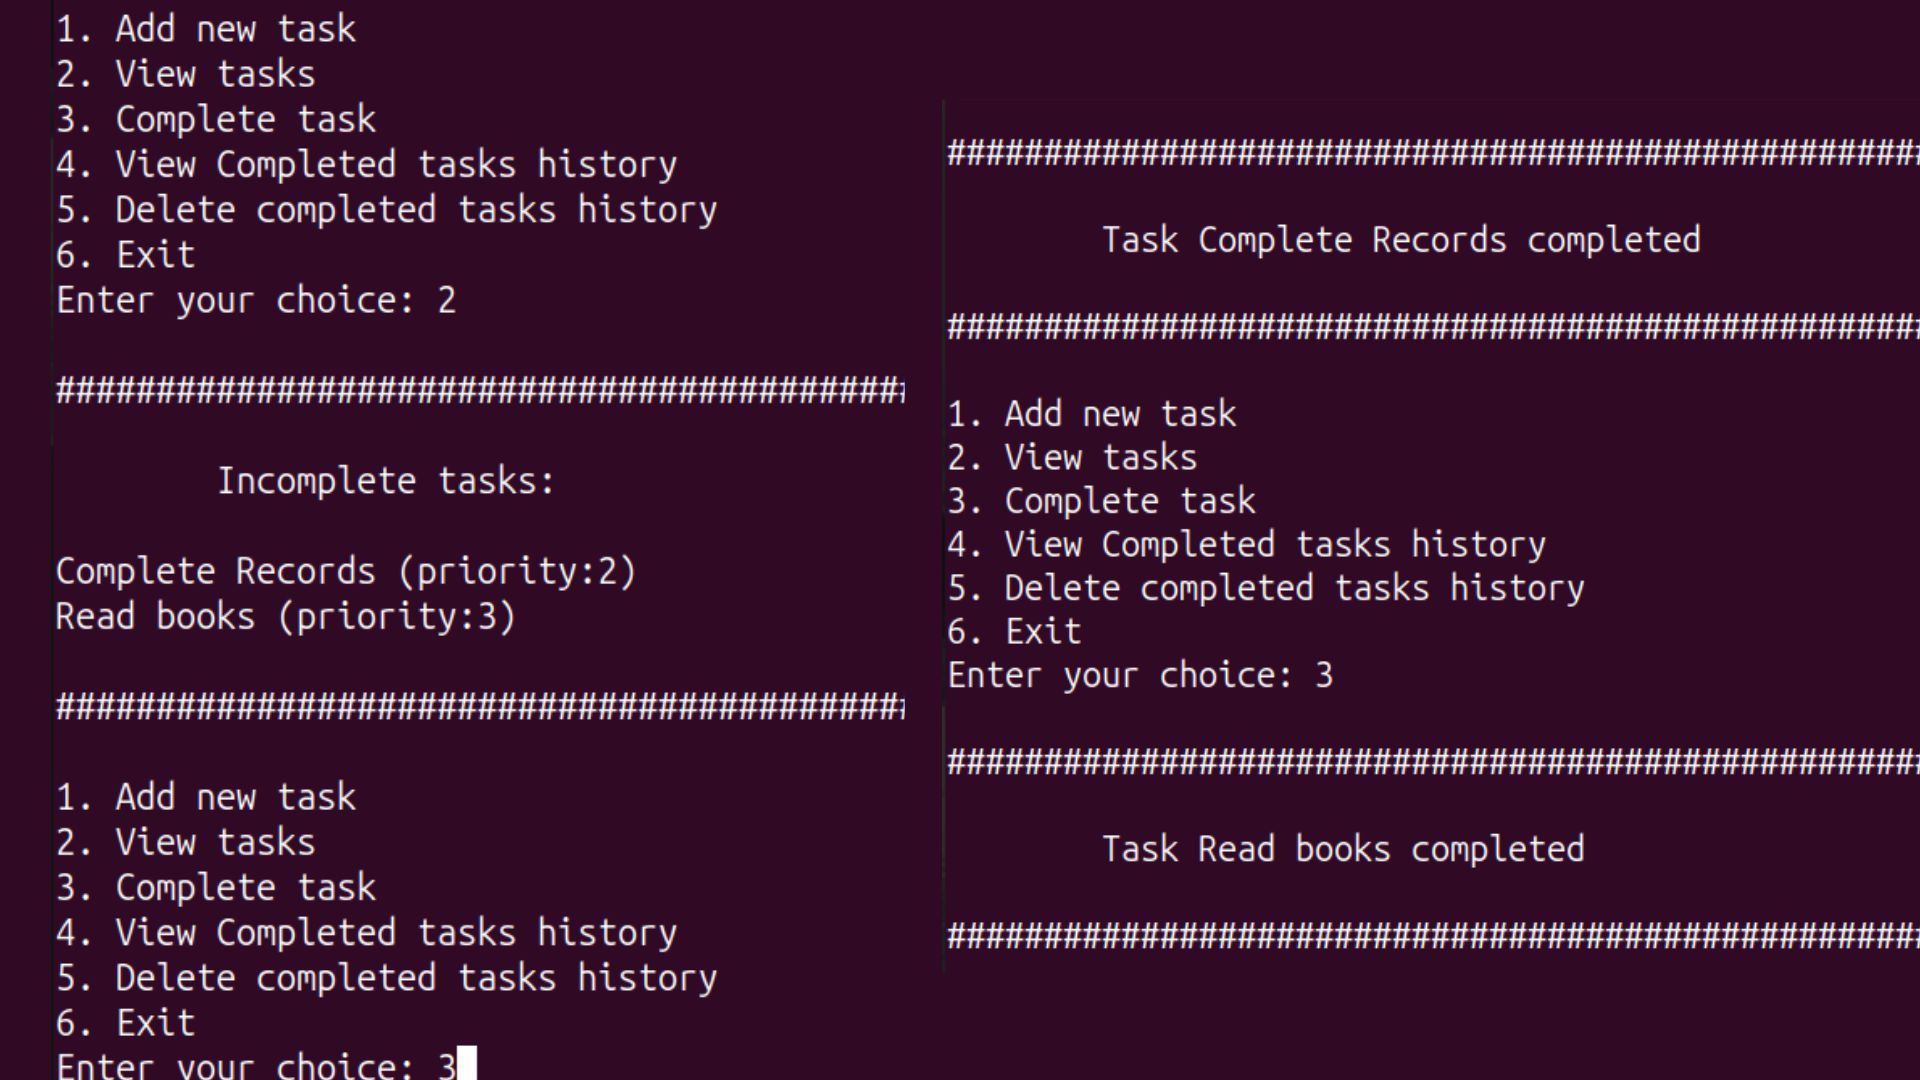 1. Add new task
2. View tasks
3. Complete task
4. View Completed tasks history
5. Delete completed tasks history
6. Exit
Enter your choice: 2
###########################################
Incomplete tasks:
Complete Records (priority:2)
Read books (priority:3)
###########################################
1. Add new task
2. View tasks
3. Complete task
4. View Completed tasks history
5. Delete completed tasks history
6. Exit
Enter your choice: 3
###################################################
Task Complete Records completed
###################################################
1. Add new task
2. View tasks
3. Complete task
4. View Completed tasks history
5. Delete completed tasks history
6. Exit
Enter your choice: 3
###################################################
Task Read books completed
###################################################